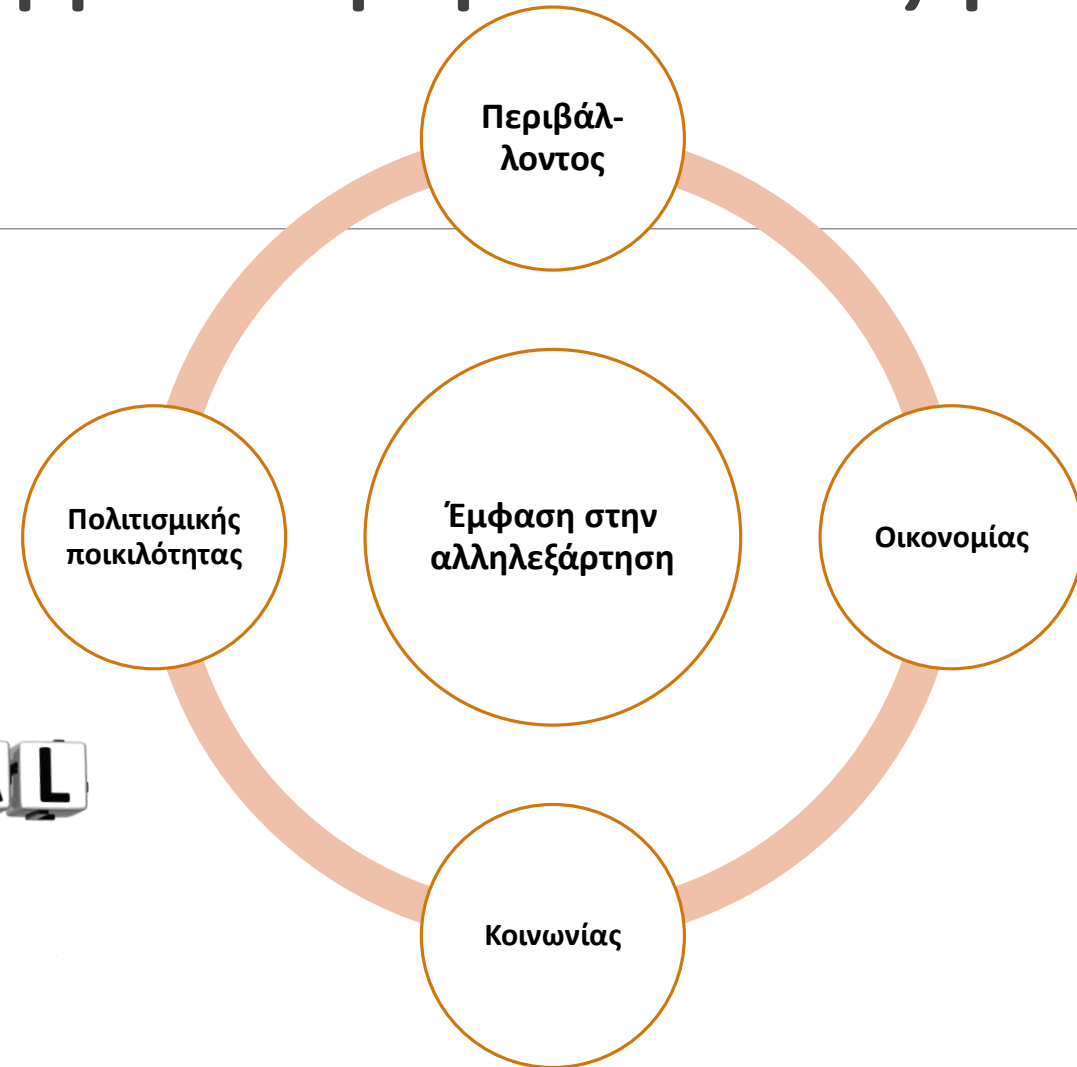 Περιβάλ-
λοντος
Πολιτισμικής
ποικιλότητας
Έμφαση στην
αλληλεξάρτηση
Οικονομίας
L
Κοινωνίας